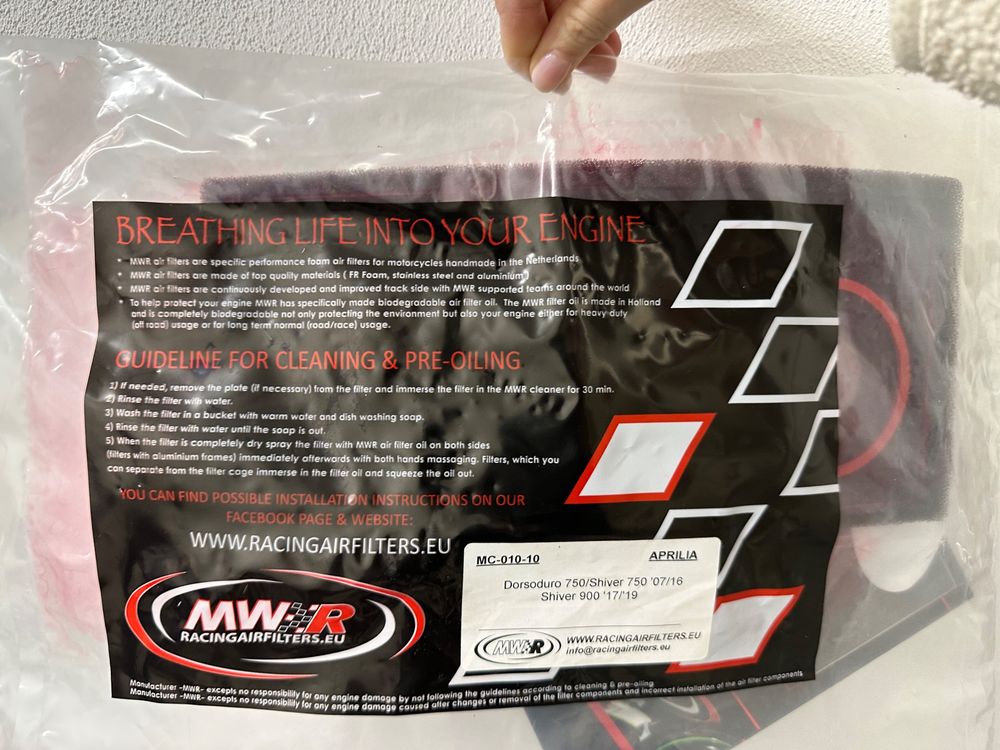 BREATHING LIFE INTO YOUR ENGINE
* MWR air filters are specific performance foam air filters for motorcycles handmade in the Netherlands
* MWR air filters are made of top quality materials ( FR Foam, stainless steel and aluminium)
* MWR air filters are continuously developed and improved track side with MWR supported teams around the world
* To help protect your engine MWR has specifically made biodegradable air filter oil. The MWR filter oil is made in Holland
and is completely biodegradable not only protecting the environment but also your engine either for heavy duty
(off road) usage or for long term normal (road/race) usage.
GUIDELINE FOR CLEANING & PRE-OILING
1) If needed, remove the plate (if necessary) from the filter and immerse the filter in the MWR cleaner for 30 min.
2) Rinse the filter with water.
3) Wash the filter in a bucket with warm water and dish washing soap.
4) Rinse the filter with water until the soap is out.
5) When the filter is completely dry spray the filter with MWR air filter oil on both sides
(filters with aluminium frames) immediately afterwards with both hands massaging. Filters, which you
can separate from the filter cage immerse in the filter oil and squeeze the oil out.
YOU CAN FIND POSSIBLE INSTALLATION INSTRUCTIONS ON OUR
FACEBOOK PAGE & WEBSITE:
WWW.RACINGAIRFILTERS.EU
MWR
RACINGAIRFILTERS.EU
MC-010-10 APRILIA
Dorsoduro 750/Shiver 750 '07/16
Shiver 900 '17/'19
MWR
WWW.RACINGAIRFILTERS.EU
info@racingairfilters.eu
Manufacturer -MWR- excepts no responsibility for any engine damage by not following the guidelines according to cleaning & pre-oiling
Manufacturer -MWR- excepts no responsibility for any engine damage caused after changes or removal of the filter components and incorrect installation of the air filter components